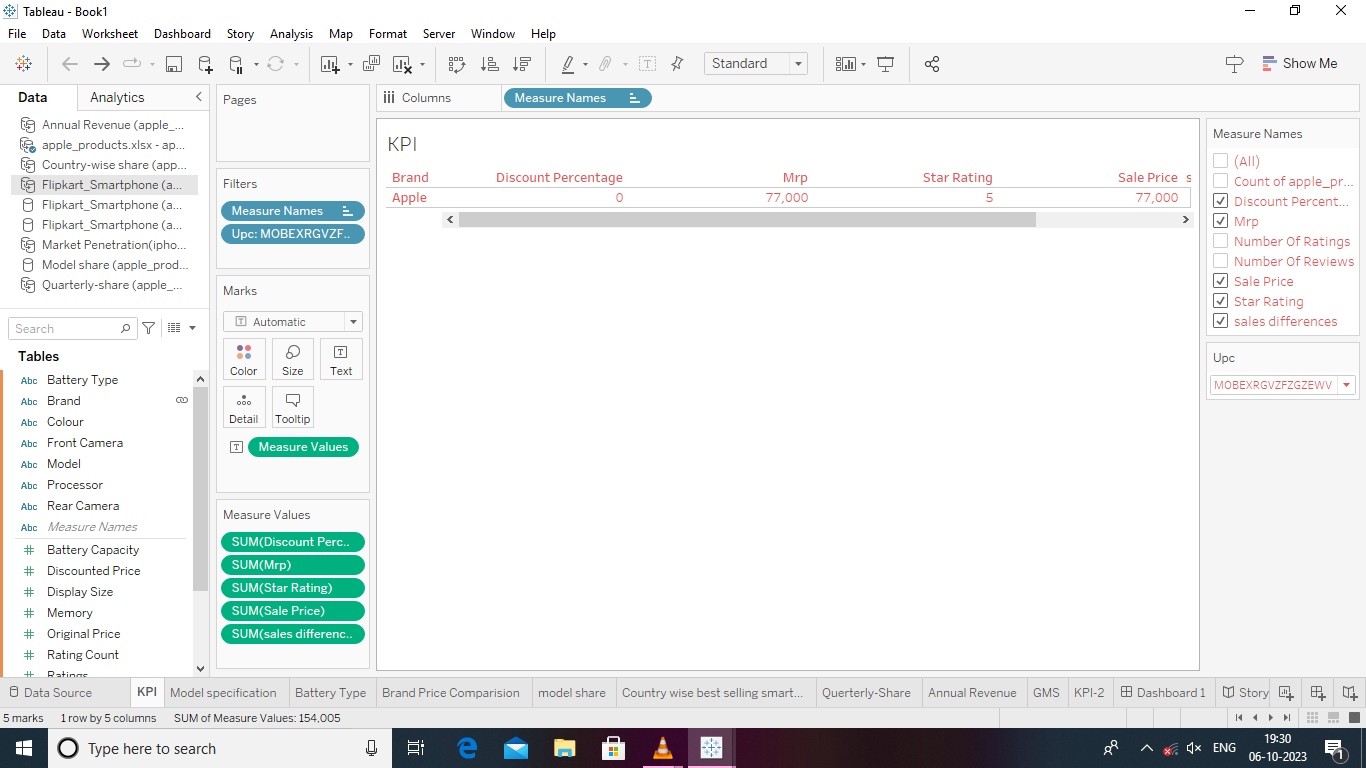 Tableau - Book1
File Data Worksheet Dashboard Story Analysis Map Format Server Window Help
Standard
Show Me
Data Analytics
Annual Revenue (apple_...
apple_products.xlsx - ap...
Country-wise share (app...
Flipkart_Smartphone (a...
Flipkart_Smartphone (a...
Flipkart_Smartphone (a...
Market Penetration(ipho...
Model share (apple_prod...
Quarterly-share (apple_...
Search
Tables
Abc Battery Type
Abc Brand
Abc Colour
Abc Front Camera
Abc Model
Abc Processor
Abc Rear Camera
Abc Measure Names
# Battery Capacity
# Discounted Price
# Display Size
# Memory
# Original Price
# Rating Count
# Ratings
Pages
Filters
Measure Names
Upc: MOBEXRGVZF..
Marks
T Automatic
Color Size Text
Detail Tooltip
Measure Values
Measure Values
SUM(Discount Perc..
SUM(Mrp)
SUM(Star Rating)
SUM(Sale Price)
SUM(sales differenc..
Columns Measure Names
KPI
Brand Discount Percentage Mrp Star Rating Sale Price s
Apple 0 77,000 5 77,000
Measure Names
(All)
Count of apple_pr...
Discount Percent...
Mrp
Number Of Ratings
Number Of Reviews
Sale Price
Star Rating
sales differences
Upc
MOBEXRGVZFZGZEWV
Data Source KPI Model specification Battery Type Brand Price Comparision model share Country wise best selling smart... Querterly-Share Annual Revenue GMS KPI-2 Dashboard 1 Story
5 marks 1 row by 5 columns SUM of Measure Values: 154,005
Type here to search
ENG
19:30
06-10-2023
1